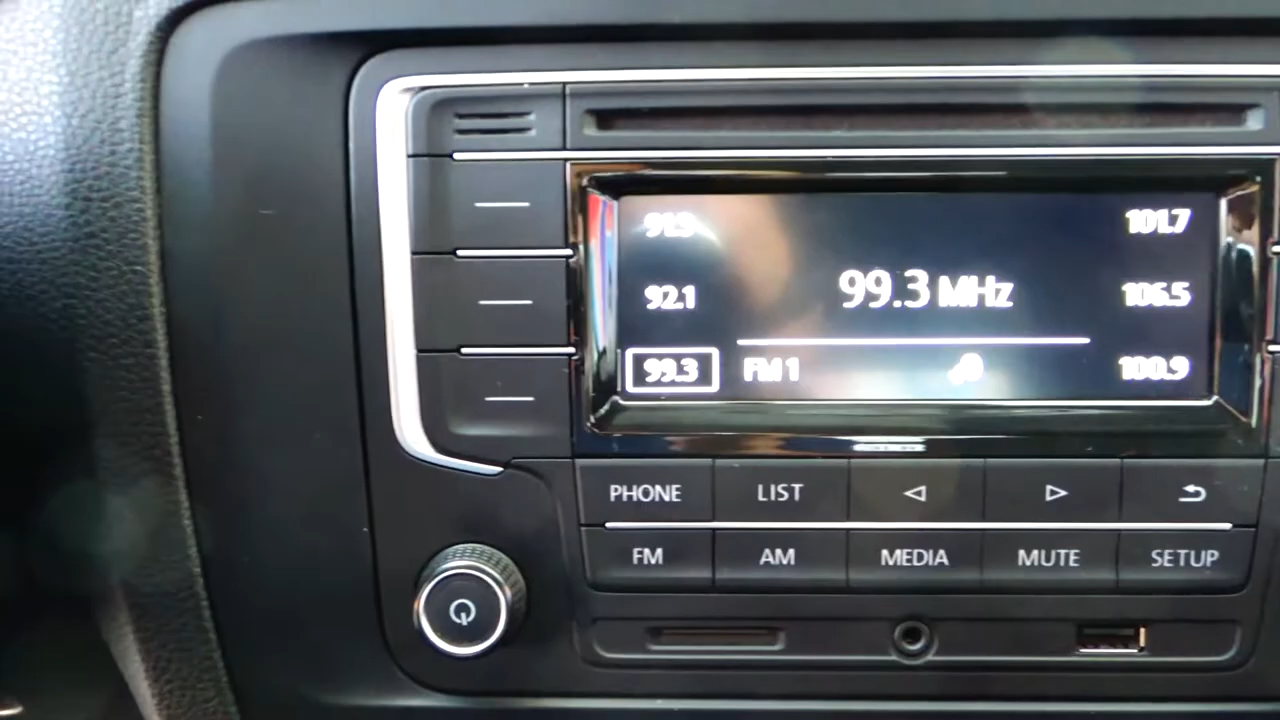 91.9 101.7
92.1 99.3 MHz 106.5
99.3 FM 1 100.9
PHONE LIST
FM AM MEDIA MUTE SETUP